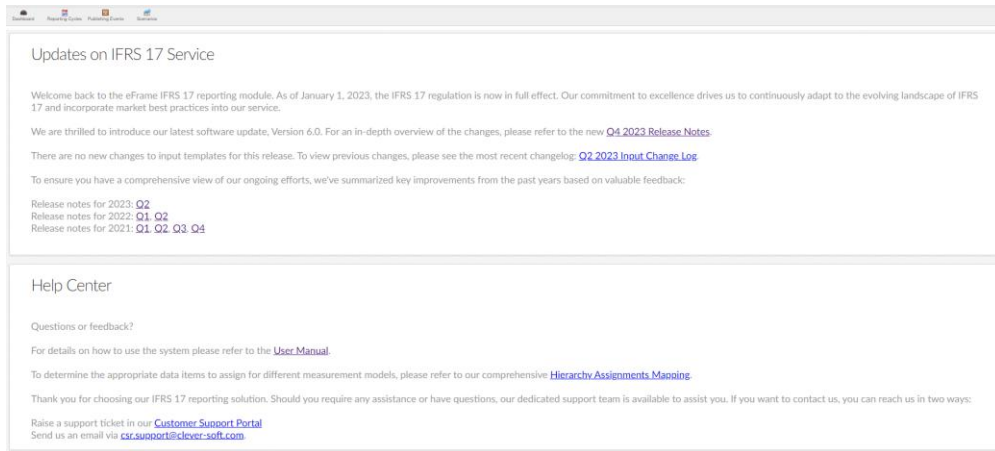 Dashboard Reporting Cycles Publishing Events Scenarios
Updates on IFRS 17 Service
Welcome back to the eFrame IFRS 17 reporting module. As of January 1, 2023, the IFRS 17 regulation is now in full effect. Our commitment to excellence drives us to continuously adapt to the evolving landscape of IFRS
17 and incorporate market best practices into our service.
We are thrilled to introduce our latest software update, Version 6.0. For an in-depth overview of the changes, please refer to the new Q4 2023 Release Notes.
There are no new changes to input templates for this release. To view previous changes, please see the most recent changelog: Q2 2023 Input Change Log.
To ensure you have a comprehensive view of our ongoing efforts, we've summarized key improvements from the past years based on valuable feedback:
Release notes for 2023: Q2
Release notes for 2022: Q1, Q2
Release notes for 2021: Q1, Q2, Q3, Q4
Help Center
Questions or feedback?
For details on how to use the system please refer to the User Manual.
To determine the appropriate data items to assign for different measurement models, please refer to our comprehensive Hierarchy Assignments Mapping.
Thank you for choosing our IFRS 17 reporting solution. Should you require any assistance or have questions, our dedicated support team is available to assist you. If you want to contact us, you can reach us in two ways:
Raise a support ticket in our Customer Support Portal
Send us an email via csr.support@clever-soft.com.